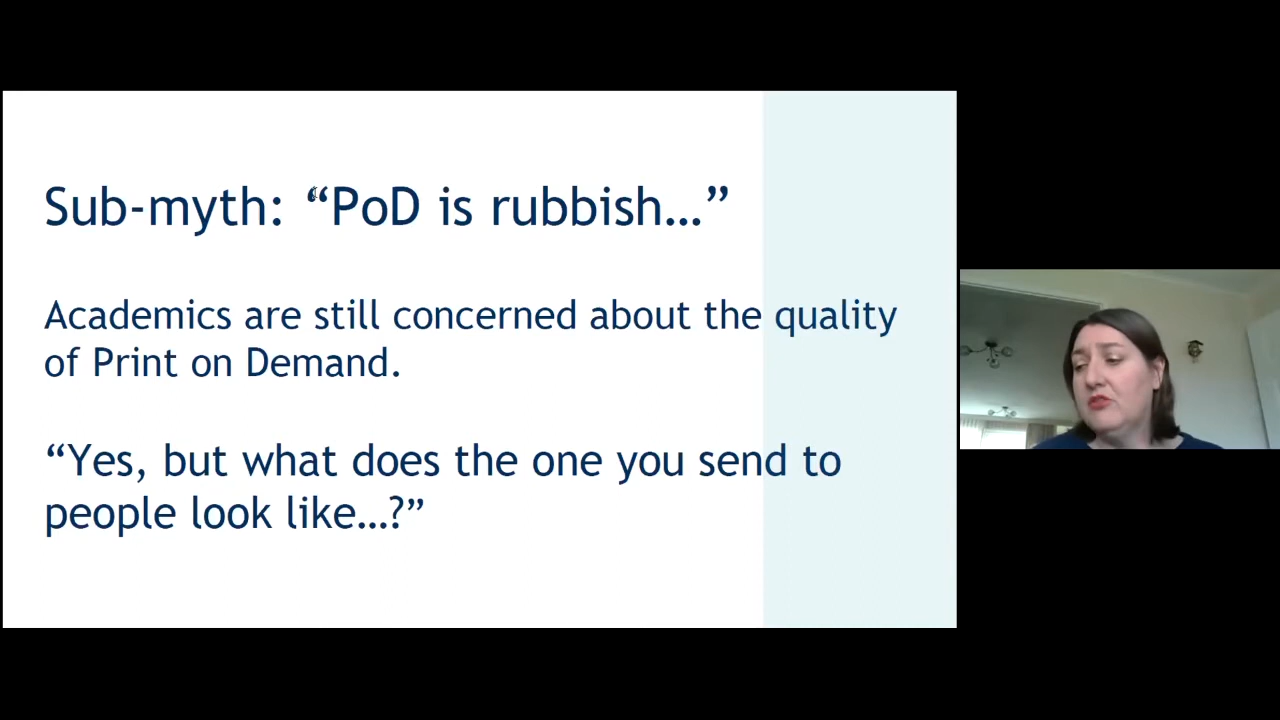 Sub-myth: “PoD is rubbish…”
Academics are still concerned about the quality
of Print on Demand.
“Yes, but what does the one you send to
people look like…?”